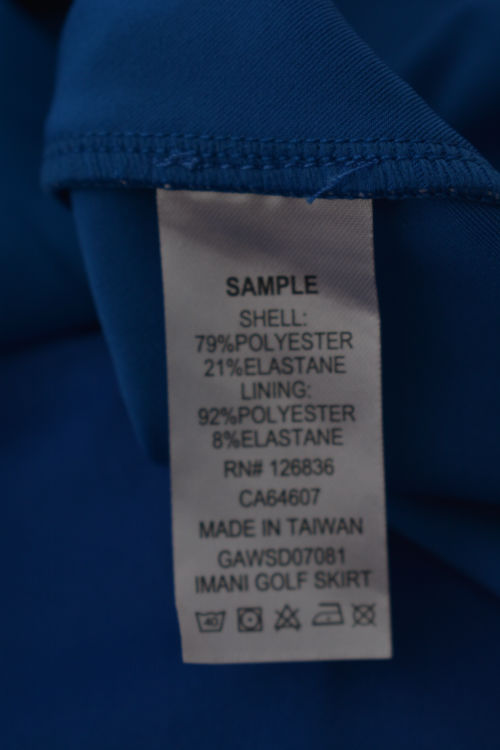 SAMPLE
SHELL:
79%POLYESTER
21%ELASTANE
LINING:
92%POLYESTER
8%ELASTANE
RN# 126836
CA64607
MADE IN TAIWAN
GAWSD07081
IMANI GOLF SKIRT
40